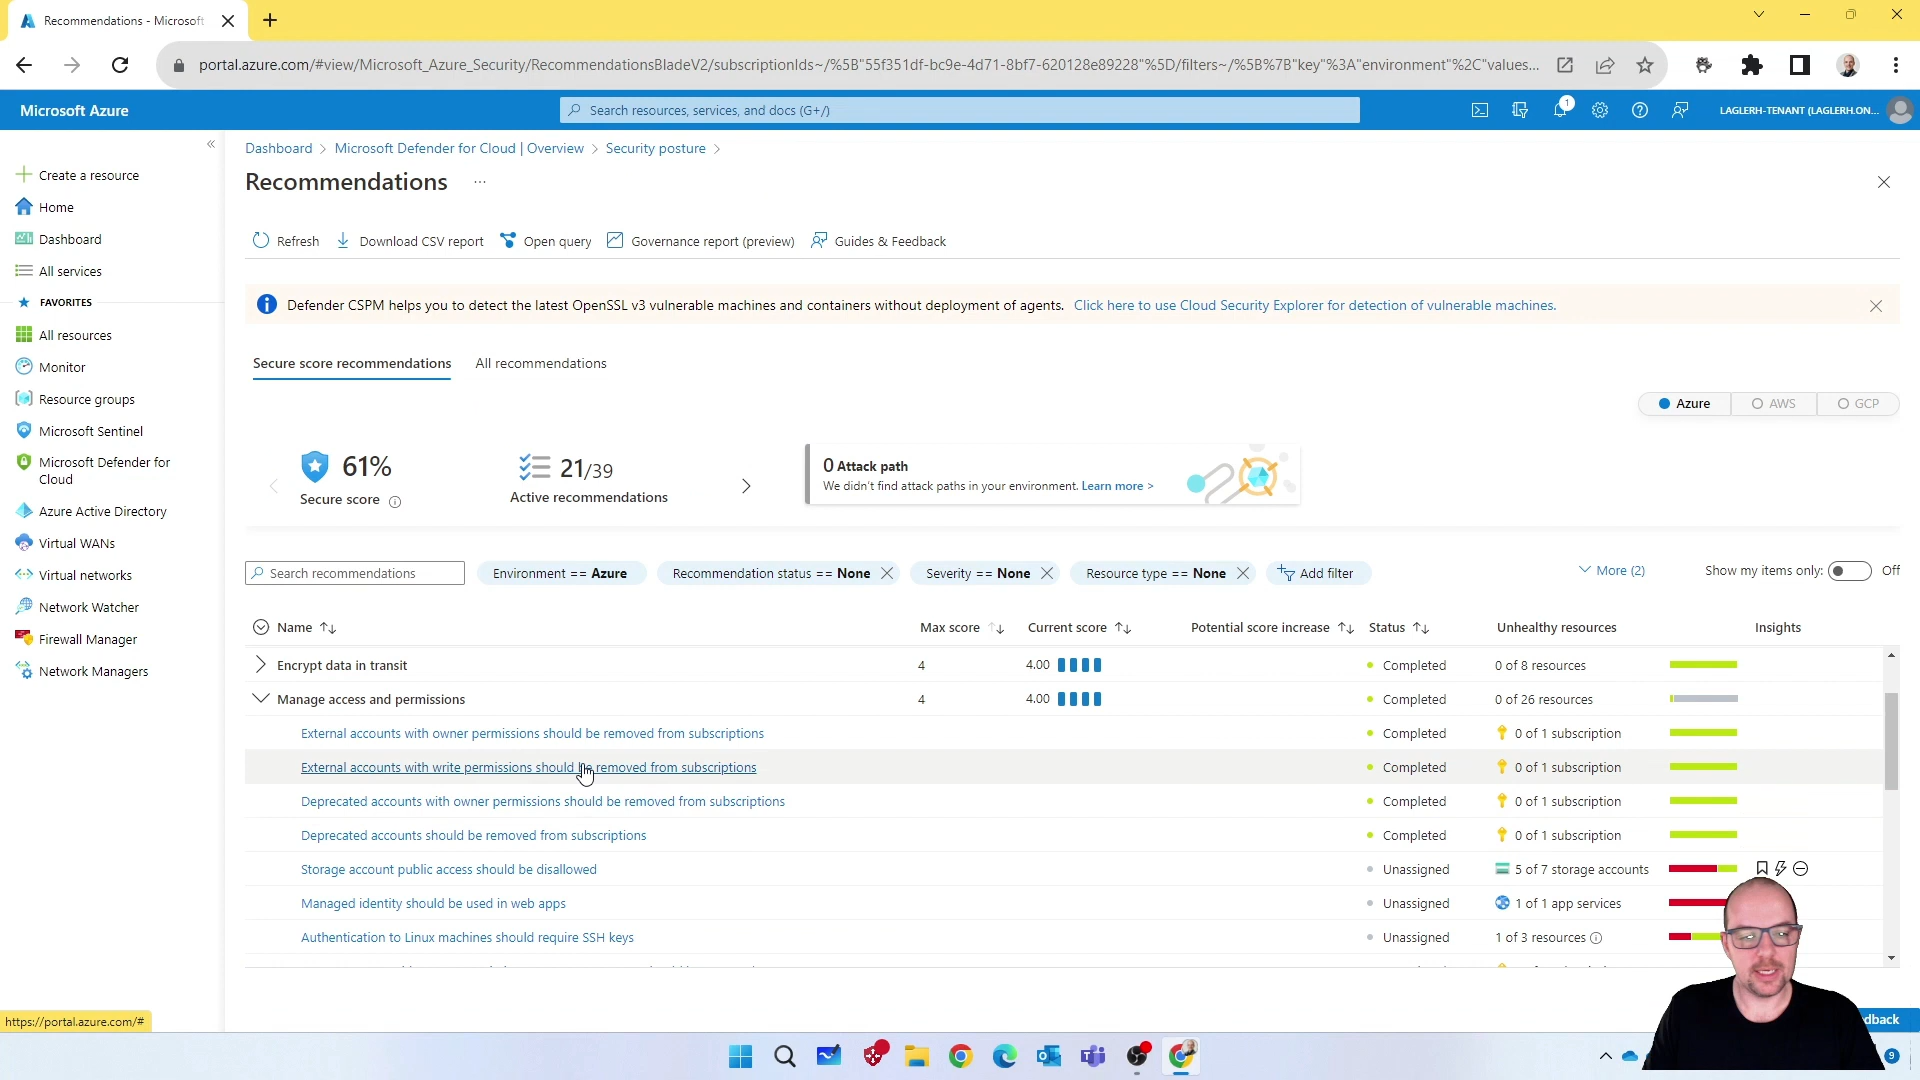 Recommendations - Microsoft
portal.azure.com/#view/Microsoft_Azure_Security/RecommendationsBladeV2/subscriptionIds~/%5B"55f351df-bc9e-4d71-8bf7-620128e89228"%5D/filters~/%5B%7B"key"%3A"environment"%2C"values...
Microsoft Azure
Search resources, services, and docs (G+/)
1
LAGLERH-TENANT (LAGLERH.ON...
Create a resource
Home
Dashboard
All services
FAVORITES
All resources
Monitor
Resource groups
Microsoft Sentinel
Microsoft Defender for
Cloud
Azure Active Directory
Virtual WANs
Virtual networks
Network Watcher
Firewall Manager
Network Managers
Dashboard > Microsoft Defender for Cloud | Overview > Security posture >
Recommendations ...
Refresh Download CSV report Open query Governance report (preview) Guides & Feedback
Defender CSPM helps you to detect the latest OpenSSL v3 vulnerable machines and containers without deployment of agents. Click here to use Cloud Security Explorer for detection of vulnerable machines.
Secure score recommendations All recommendations
Azure AWS GCP
61%
Secure score
21/39
Active recommendations
0 Attack path
We didn't find attack paths in your environment. Learn more >
Search recommendations Environment == Azure Recommendation status == None Severity == None Resource type == None Add filter More (2) Show my items only: Off
Name Max score Current score Potential score increase Status Unhealthy resources Insights
Encrypt data in transit 4 4.00 Completed 0 of 8 resources
Manage access and permissions 4 4.00 Completed 0 of 26 resources
External accounts with owner permissions should be removed from subscriptions Completed 0 of 1 subscription
External accounts with write permissions should be removed from subscriptions Completed 0 of 1 subscription
Deprecated accounts with owner permissions should be removed from subscriptions Completed 0 of 1 subscription
Deprecated accounts should be removed from subscriptions Completed 0 of 1 subscription
Storage account public access should be disallowed Unassigned 5 of 7 storage accounts
Managed identity should be used in web apps Unassigned 1 of 1 app services
Authentication to Linux machines should require SSH keys Unassigned 1 of 3 resources
https://portal.azure.com/#
dback
9